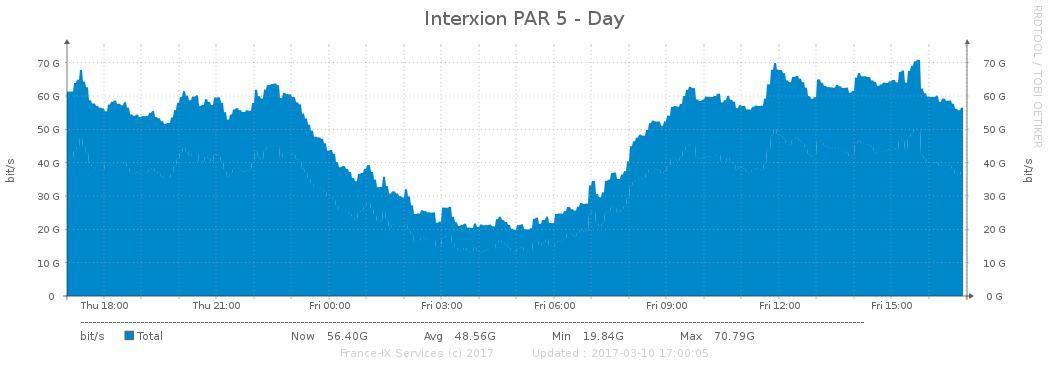 Interxion PAR 5 - Day
RRDTOOL / TOBI OETIKER
bit/s
bit/s
70 G 70 G
60 G 60 G
50 G 50 G
40 G 40 G
30 G 30 G
20 G 20 G
10 G 10 G
0 0 G
Thu 18:00 Thu 21:00 Fri 00:00 Fri 03:00 Fri 06:00 Fri 09:00 Fri 12:00 Fri 15:00
bit/s Total Now 56.40G Avg 48.56G Min 19.84G Max 70.79G
France-IX Services (c) 2017 Updated : 2017-03-10 17:00:05